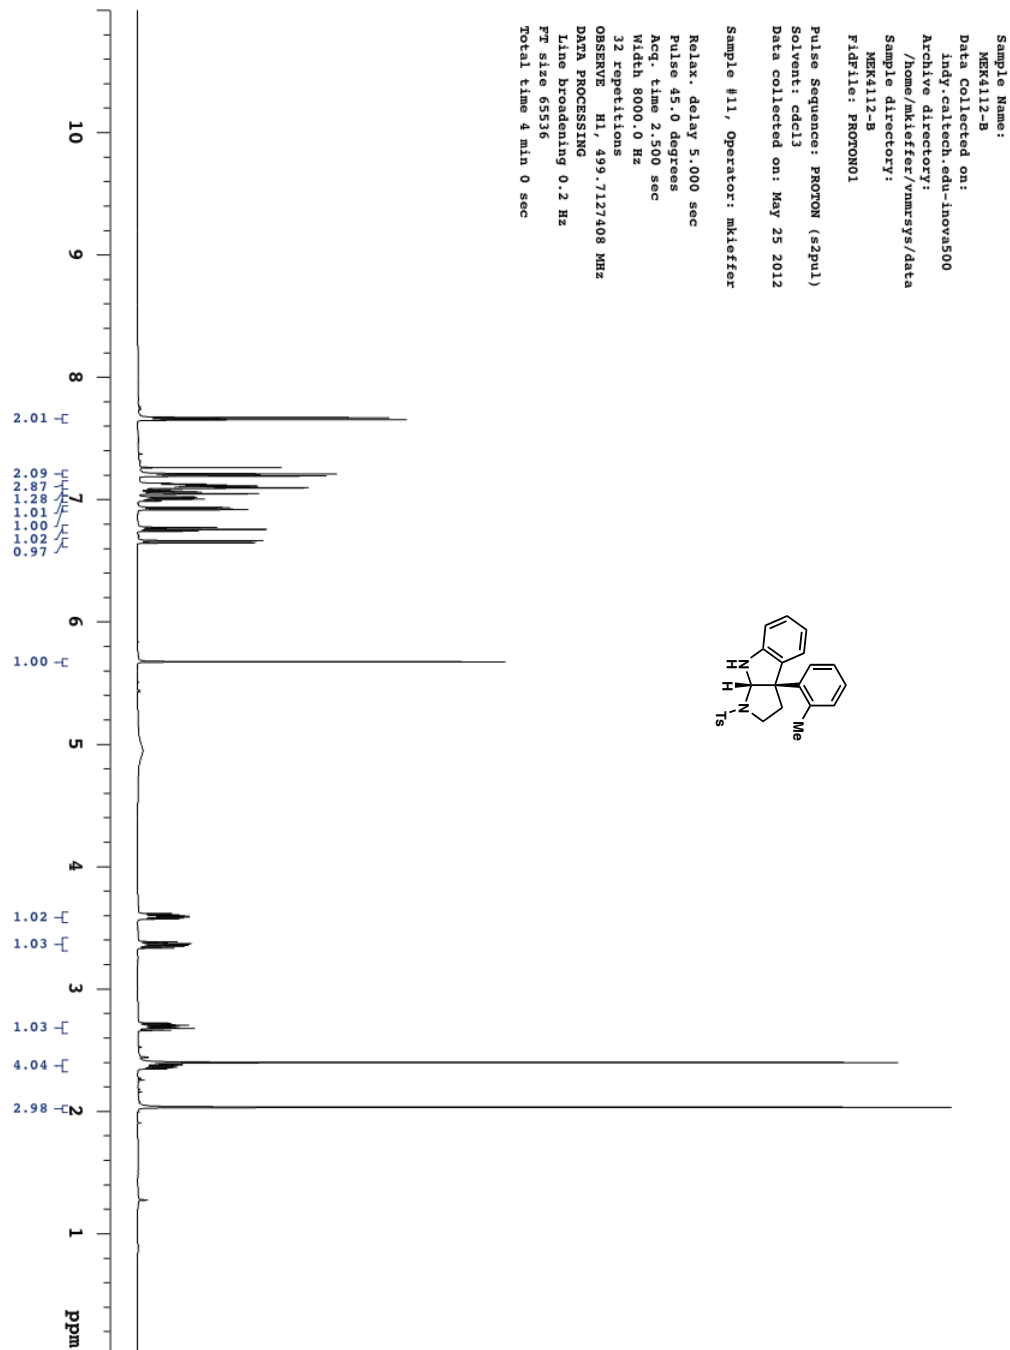 Sample Name:
MEK4112-B
Data Collected on:
indy.caltech.edu-inova500
Archive directory:
/home/mkieffer/vnmrsys/data
Sample directory:
MEK4112-B
FidFile: PROTON01
Pulse Sequence: PROTON (s2pul)
Solvent: cdcl3
Data collected on: May 25 2012
Sample #11, Operator: mkieffer
Relax. delay 5.000 sec
Pulse 45.0 degrees
Acq. time 2.500 sec
Width 8000.0 Hz
32 repetitions
OBSERVE H1, 499.7127408 MHz
DATA PROCESSING
Line broadening 0.2 Hz
FT size 65536
Total time 4 min 0 sec
Me
N
H
H
N
Ts
10 9 8 7 6 5 4 3 2 1 ppm
2.01
2.09
2.87
1.28
1.01
1.00
1.02
0.97
1.00
1.02
1.03
1.03
4.04
2.98